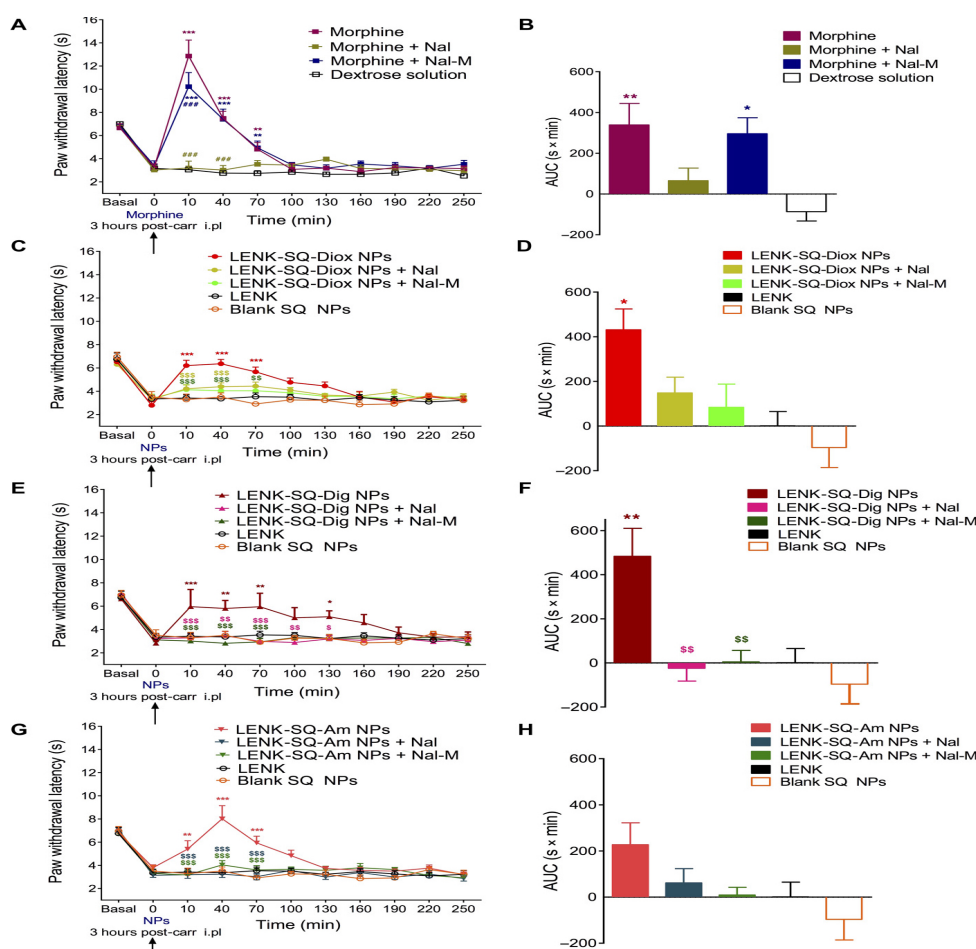 A
Paw withdrawal latency (s)
16
14
12
10
8
6
4
2
***
***
###
***
***
**
**
###
###
Morphine
Morphine + Nal
Morphine + Nal-M
Dextrose solution
Basal 0 10 40 70 100 130 160 190 220 250
Morphine
Time (min)
3 hours post-carr i.pl
B
AUC (s × min)
600
400
200
0
−200
**
*
Morphine
Morphine + Nal
Morphine + Nal-M
Dextrose solution
C
Paw withdrawal latency (s)
16
14
12
10
8
6
4
2
LENK-SQ-Diox NPs
LENK-SQ-Diox NPs + Nal
LENK-SQ-Diox NPs + Nal-M
LENK
Blank SQ NPs
*** *** ***
$$$ $$$
$$$ $$$ $$
Basal 0 10 40 70 100 130 160 190 220 250
NPs
Time (min)
3 hours post-carr i.pl
D
AUC (s × min)
600
400
200
0
−200
*
LENK-SQ-Diox NPs
LENK-SQ-Diox NPs + Nal
LENK-SQ-Diox NPs + Nal-M
LENK
Blank SQ NPs
E
Paw withdrawal latency (s)
16
14
12
10
8
6
4
2
LENK-SQ-Dig NPs
LENK-SQ-Dig NPs + Nal
LENK-SQ-Dig NPs + Nal-M
LENK
Blank SQ NPs
*** ** ** *
$$$ $$ $$$ $$ $
$$$ $$$ $$$
Basal 0 10 40 70 100 130 160 190 220 250
NPs
Time (min)
3 hours post-carr i.pl
F
AUC (s × min)
600
400
200
0
−200
**
$$
$$
LENK-SQ-Dig NPs
LENK-SQ-Dig NPs + Nal
LENK-SQ-Dig NPs + Nal-M
LENK
Blank SQ NPs
G
Paw withdrawal latency (s)
16
14
12
10
8
6
4
2
LENK-SQ-Am NPs
LENK-SQ-Am NPs + Nal
LENK-SQ-Am NPs + Nal-M
LENK
Blank SQ NPs
** *** ***
$$$ $$$ $$$
$$$ $$$ $$$
Basal 0 10 40 70 100 130 160 190 220 250
NPs
Time (min)
3 hours post-carr i.pl
H
AUC (s × min)
600
400
200
0
−200
LENK-SQ-Am NPs
LENK-SQ-Am NPs + Nal
LENK-SQ-Am NPs + Nal-M
LENK
Blank SQ NPs